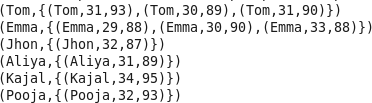 (Tom,{(Tom,31,93),(Tom,30,89),(Tom,31,90)})
(Emma,{(Emma,29,88),(Emma,30,90),(Emma,33,88)})
(Jhon,{(Jhon,32,87)})
(Aliya,{(Aliya,31,89)})
(Kajal,{(Kajal,34,95)})
(Pooja,{(Pooja,32,93)})